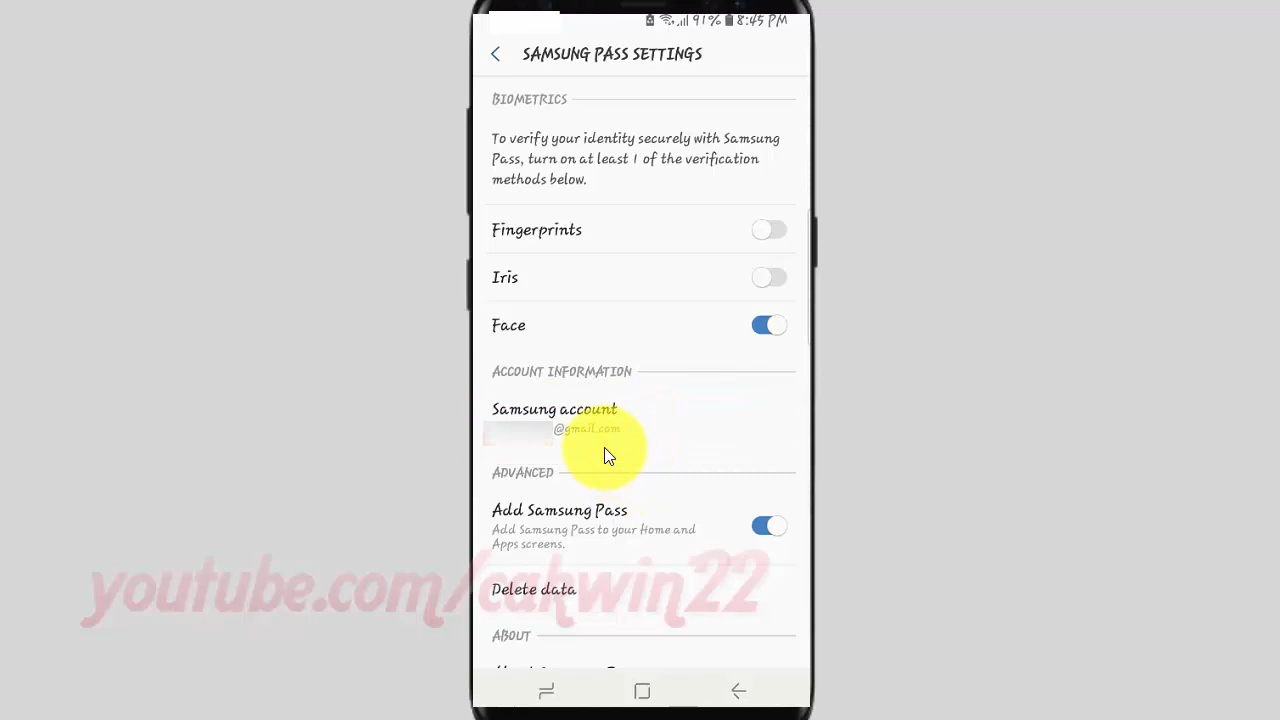 91% 8:45 PM
SAMSUNG PASS SETTINGS
BIOMETRICS
To verify your identity securely with Samsung
Pass, turn on at least 1 of the verification
methods below.
Fingerprints
Iris
Face
ACCOUNT INFORMATION
Samsung account
@gmail.com
ADVANCED
Add Samsung Pass
Add Samsung Pass to your Home and
Apps screens.
Delete data
youtube.com/cakwin22
ABOUT